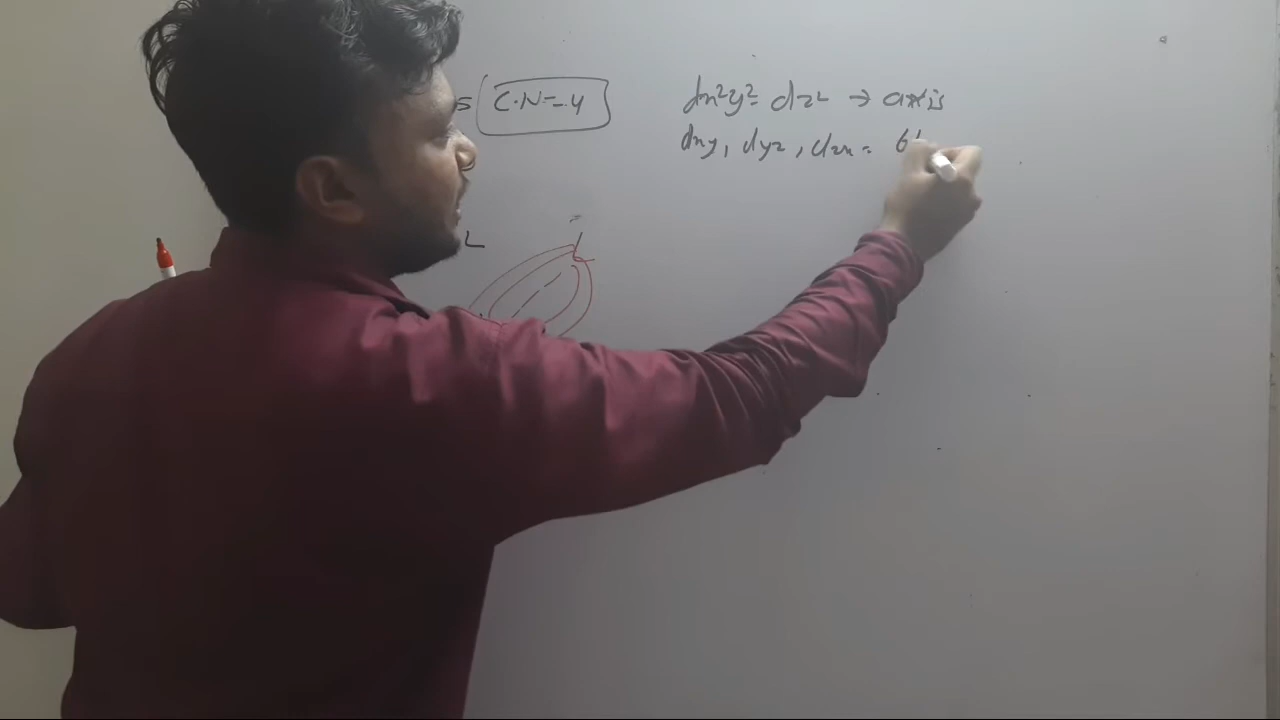 s C·N=-4
dx²y² dz² → axis
dxy, dyz, dzx =
L